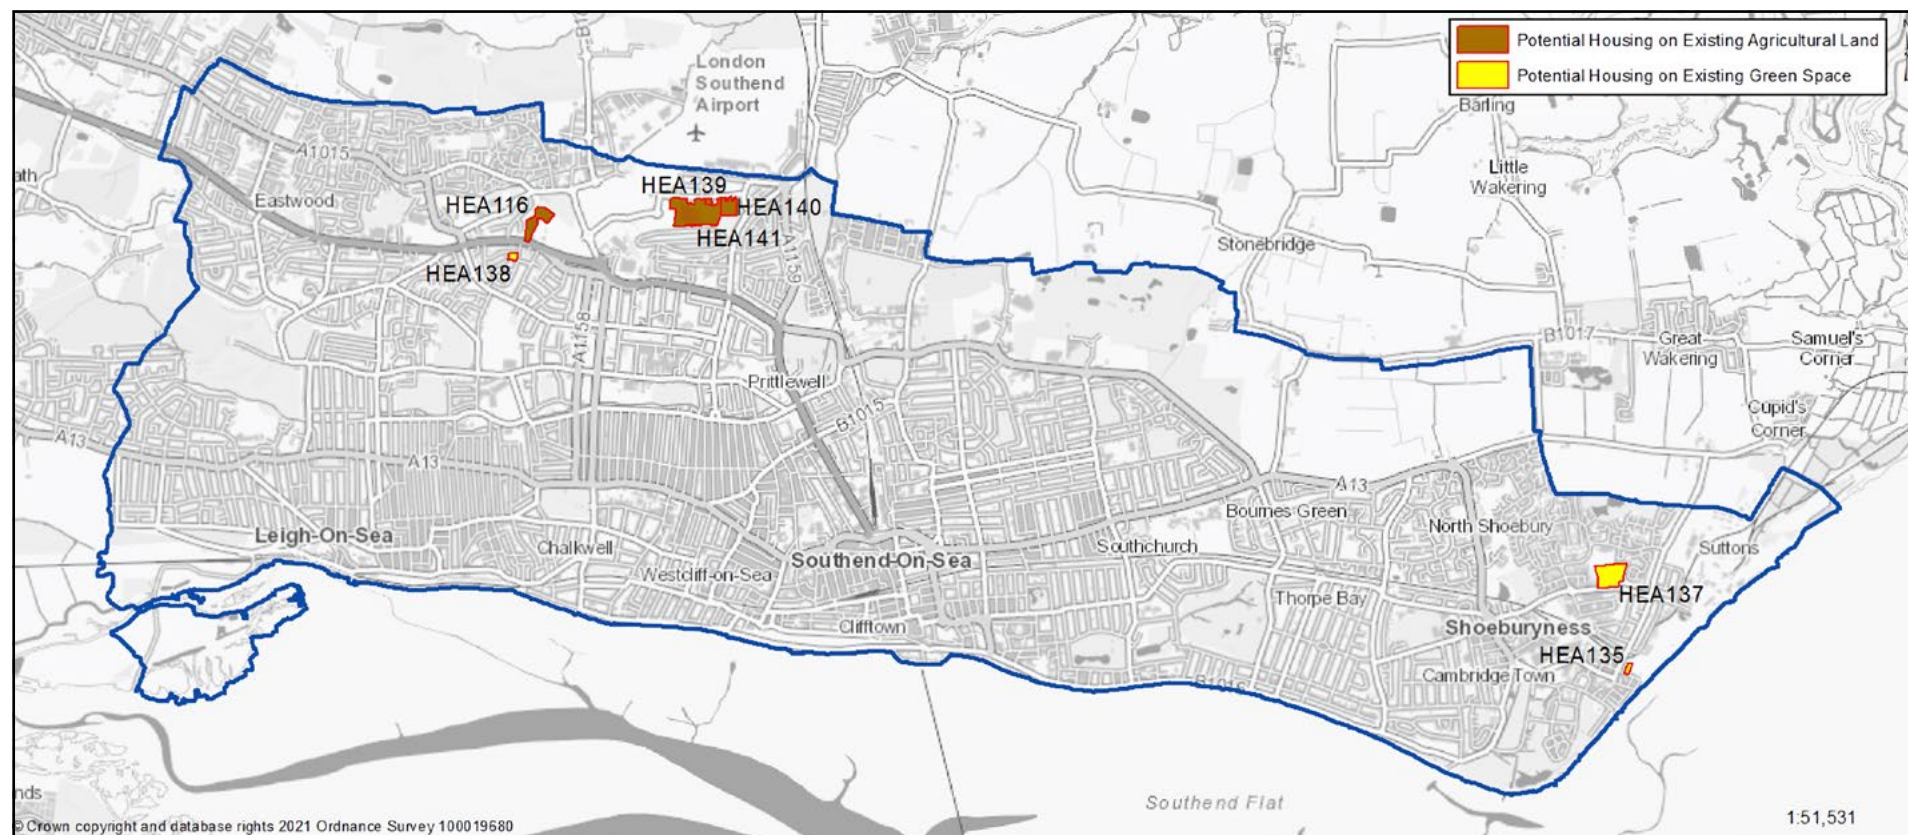 Potential Housing on Existing Agricultural Land
Potential Housing on Existing Green Space
London
Southend
Airport
Barling
Little
Wakering
A1015
Eastwood
HEA116
HEA138
HEA139
HEA140
HEA141
A1159
Stonebridge
B1017
Great
Wakering
Samuel's
Corner
Cupid's
Corner
A1158
Prittlewell
B1015
A13
A13
A13
Bournes Green
North Shoebury
Suttons
Leigh-On-Sea
Chalkwell
Westcliff-on-Sea
Southend-On-Sea
Southchurch
Thorpe Bay
HEA137
Shoeburyness
Clifftown
HEA135
Cambridge Town
B1016
Southend Flat
nds
© Crown copyright and database rights 2021 Ordnance Survey 100019680
1:51,531